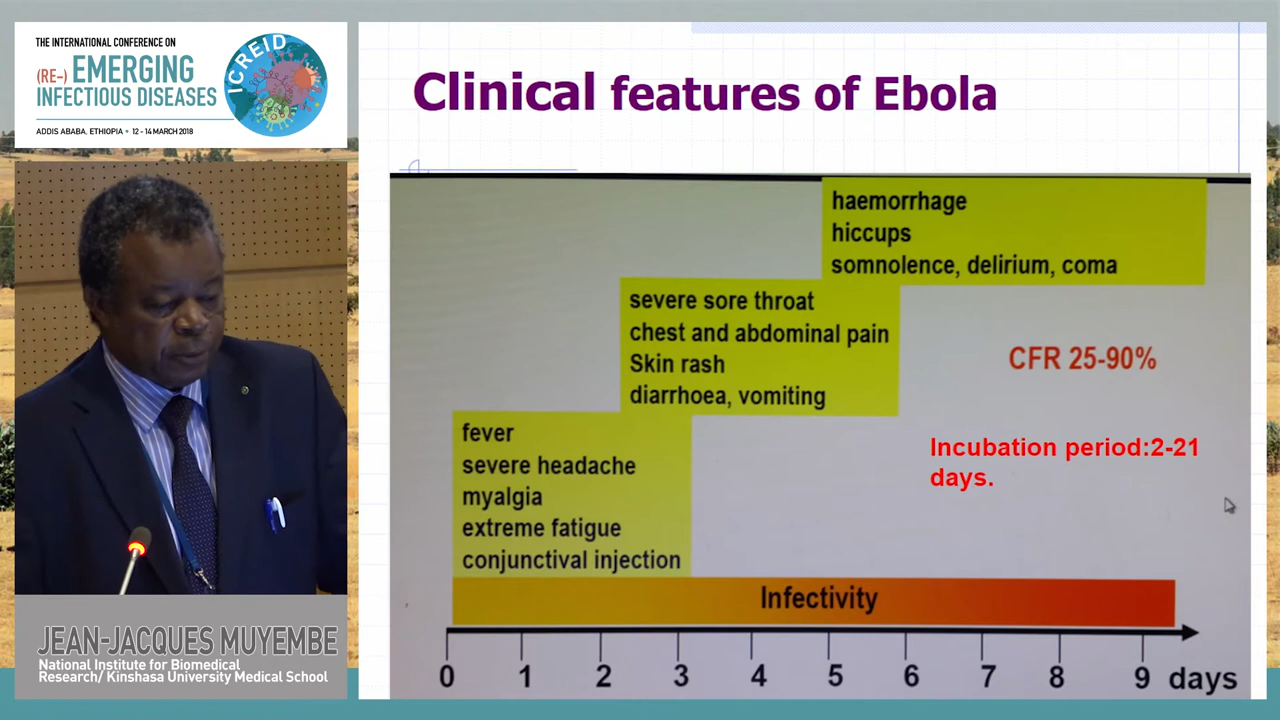 THE INTERNATIONAL CONFERENCE ON
(RE-) EMERGING
INFECTIOUS DISEASES
ADDIS ABABA, ETHIOPIA • 12 - 14 MARCH 2018
ICREID
Clinical features of Ebola
haemorrhage
hiccups
somnolence, delirium, coma
severe sore throat
chest and abdominal pain
Skin rash
diarrhoea, vomiting
CFR 25-90%
fever
severe headache
myalgia
extreme fatigue
conjunctival injection
Incubation period:2-21
days.
Infectivity
0 1 2 3 4 5 6 7 8 9 days
JEAN-JACQUES MUYEMBE
National Institute for Biomedical
Research/ Kinshasa University Medical School